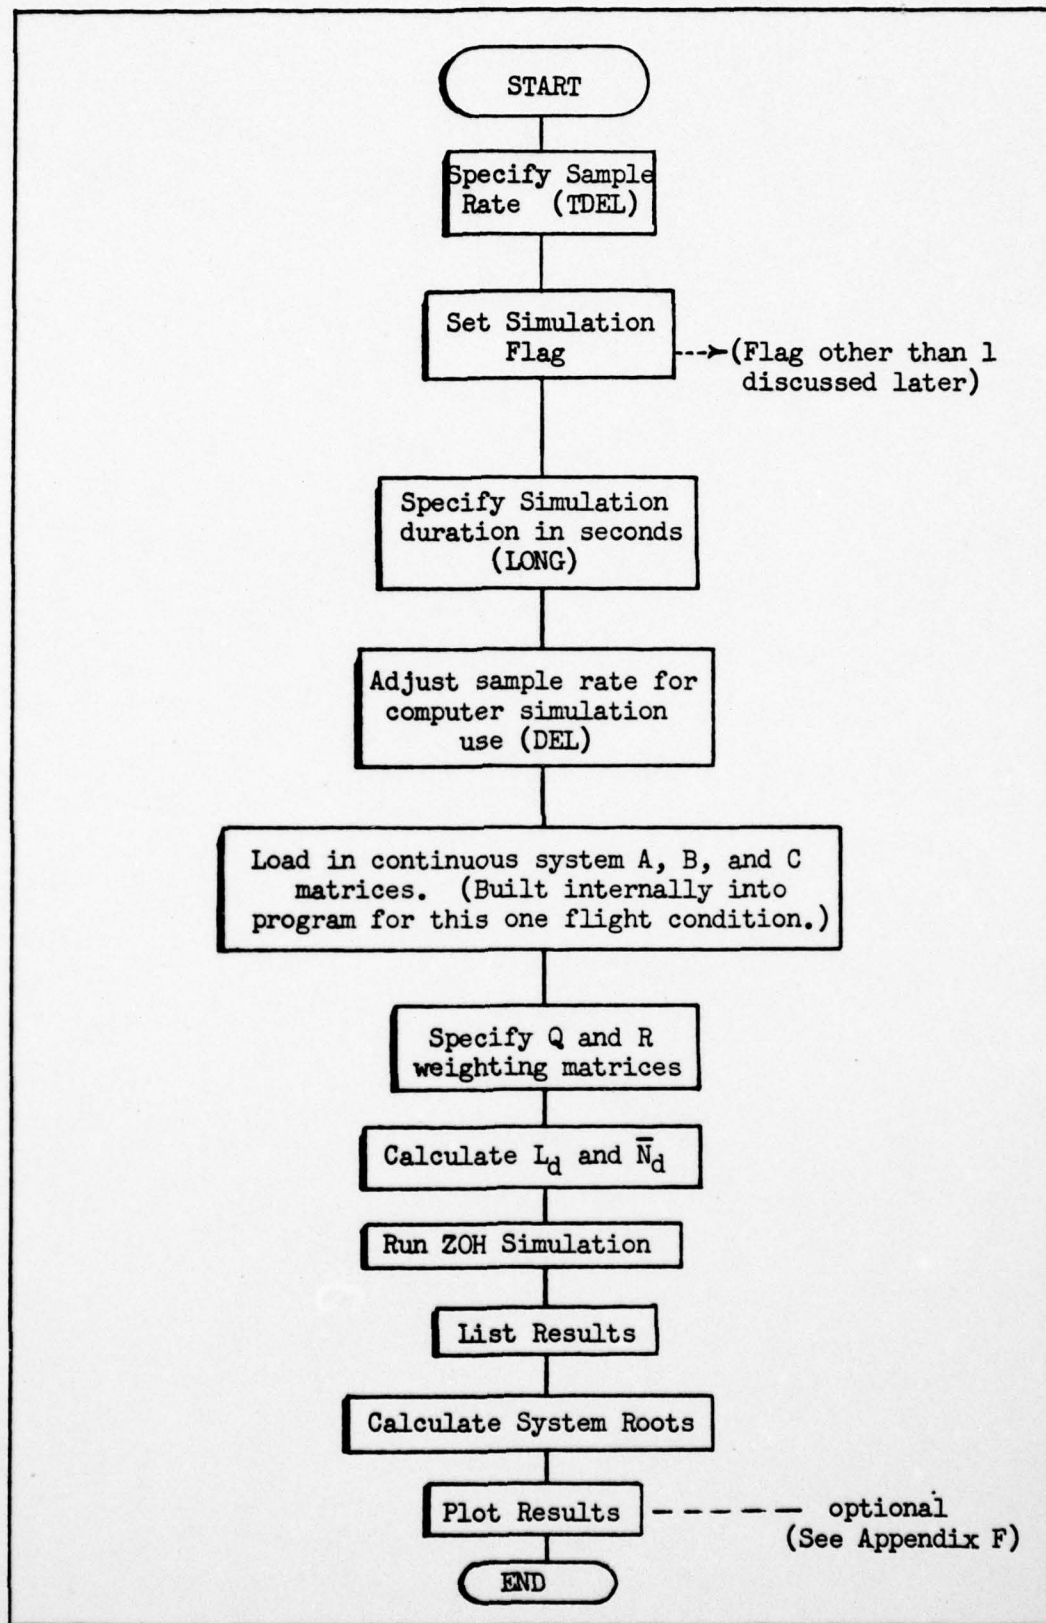 START
Specify Sample
Rate (TDEL)
Set Simulation
Flag
(Flag other than 1
discussed later)
Specify Simulation
duration in seconds
(LONG)
Adjust sample rate for
computer simulation
use (DEL)
Load in continuous system A, B, and C
matrices. (Built internally into
program for this one flight condition.)
Specify Q and R
weighting matrices
Calculate L_d and N̅_d
Run ZOH Simulation
List Results
Calculate System Roots
Plot Results
optional
(See Appendix F)
END